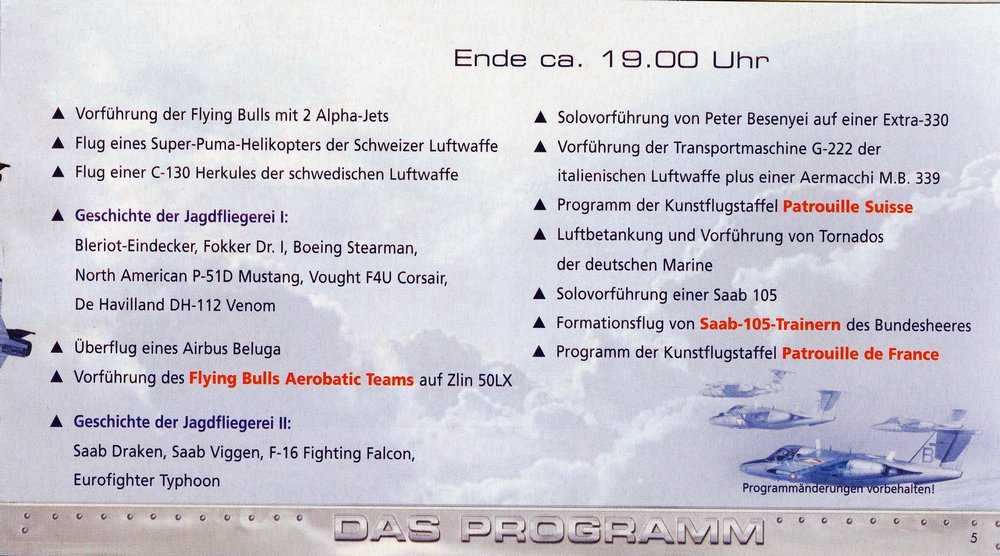 Ende ca. 19.00 Uhr
▲ Vorführung der Flying Bulls mit 2 Alpha-Jets
▲ Flug eines Super-Puma-Helikopters der Schweizer Luftwaffe
▲ Flug einer C-130 Herkules der schwedischen Luftwaffe
▲ Geschichte der Jagdfliegerei I:
Bleriot-Eindecker, Fokker Dr. I, Boeing Stearman,
North American P-51D Mustang, Vought F4U Corsair,
De Havilland DH-112 Venom
▲ Überflug eines Airbus Beluga
▲ Vorführung des Flying Bulls Aerobatic Teams auf Zlin 50LX
▲ Geschichte der Jagdfliegerei II:
Saab Draken, Saab Viggen, F-16 Fighting Falcon,
Eurofighter Typhoon
▲ Solovorführung von Peter Besenyei auf einer Extra-330
▲ Vorführung der Transportmaschine G-222 der
italienischen Luftwaffe plus einer Aermacchi M.B. 339
▲ Programm der Kunstflugstaffel Patrouille Suisse
▲ Luftbetankung und Vorführung von Tornados
der deutschen Marine
▲ Solovorführung einer Saab 105
▲ Formationsflug von Saab-105-Trainern des Bundesheeres
▲ Programm der Kunstflugstaffel Patrouille de France
B
Programmänderungen vorbehalten!
DAS PROGRAMM
5